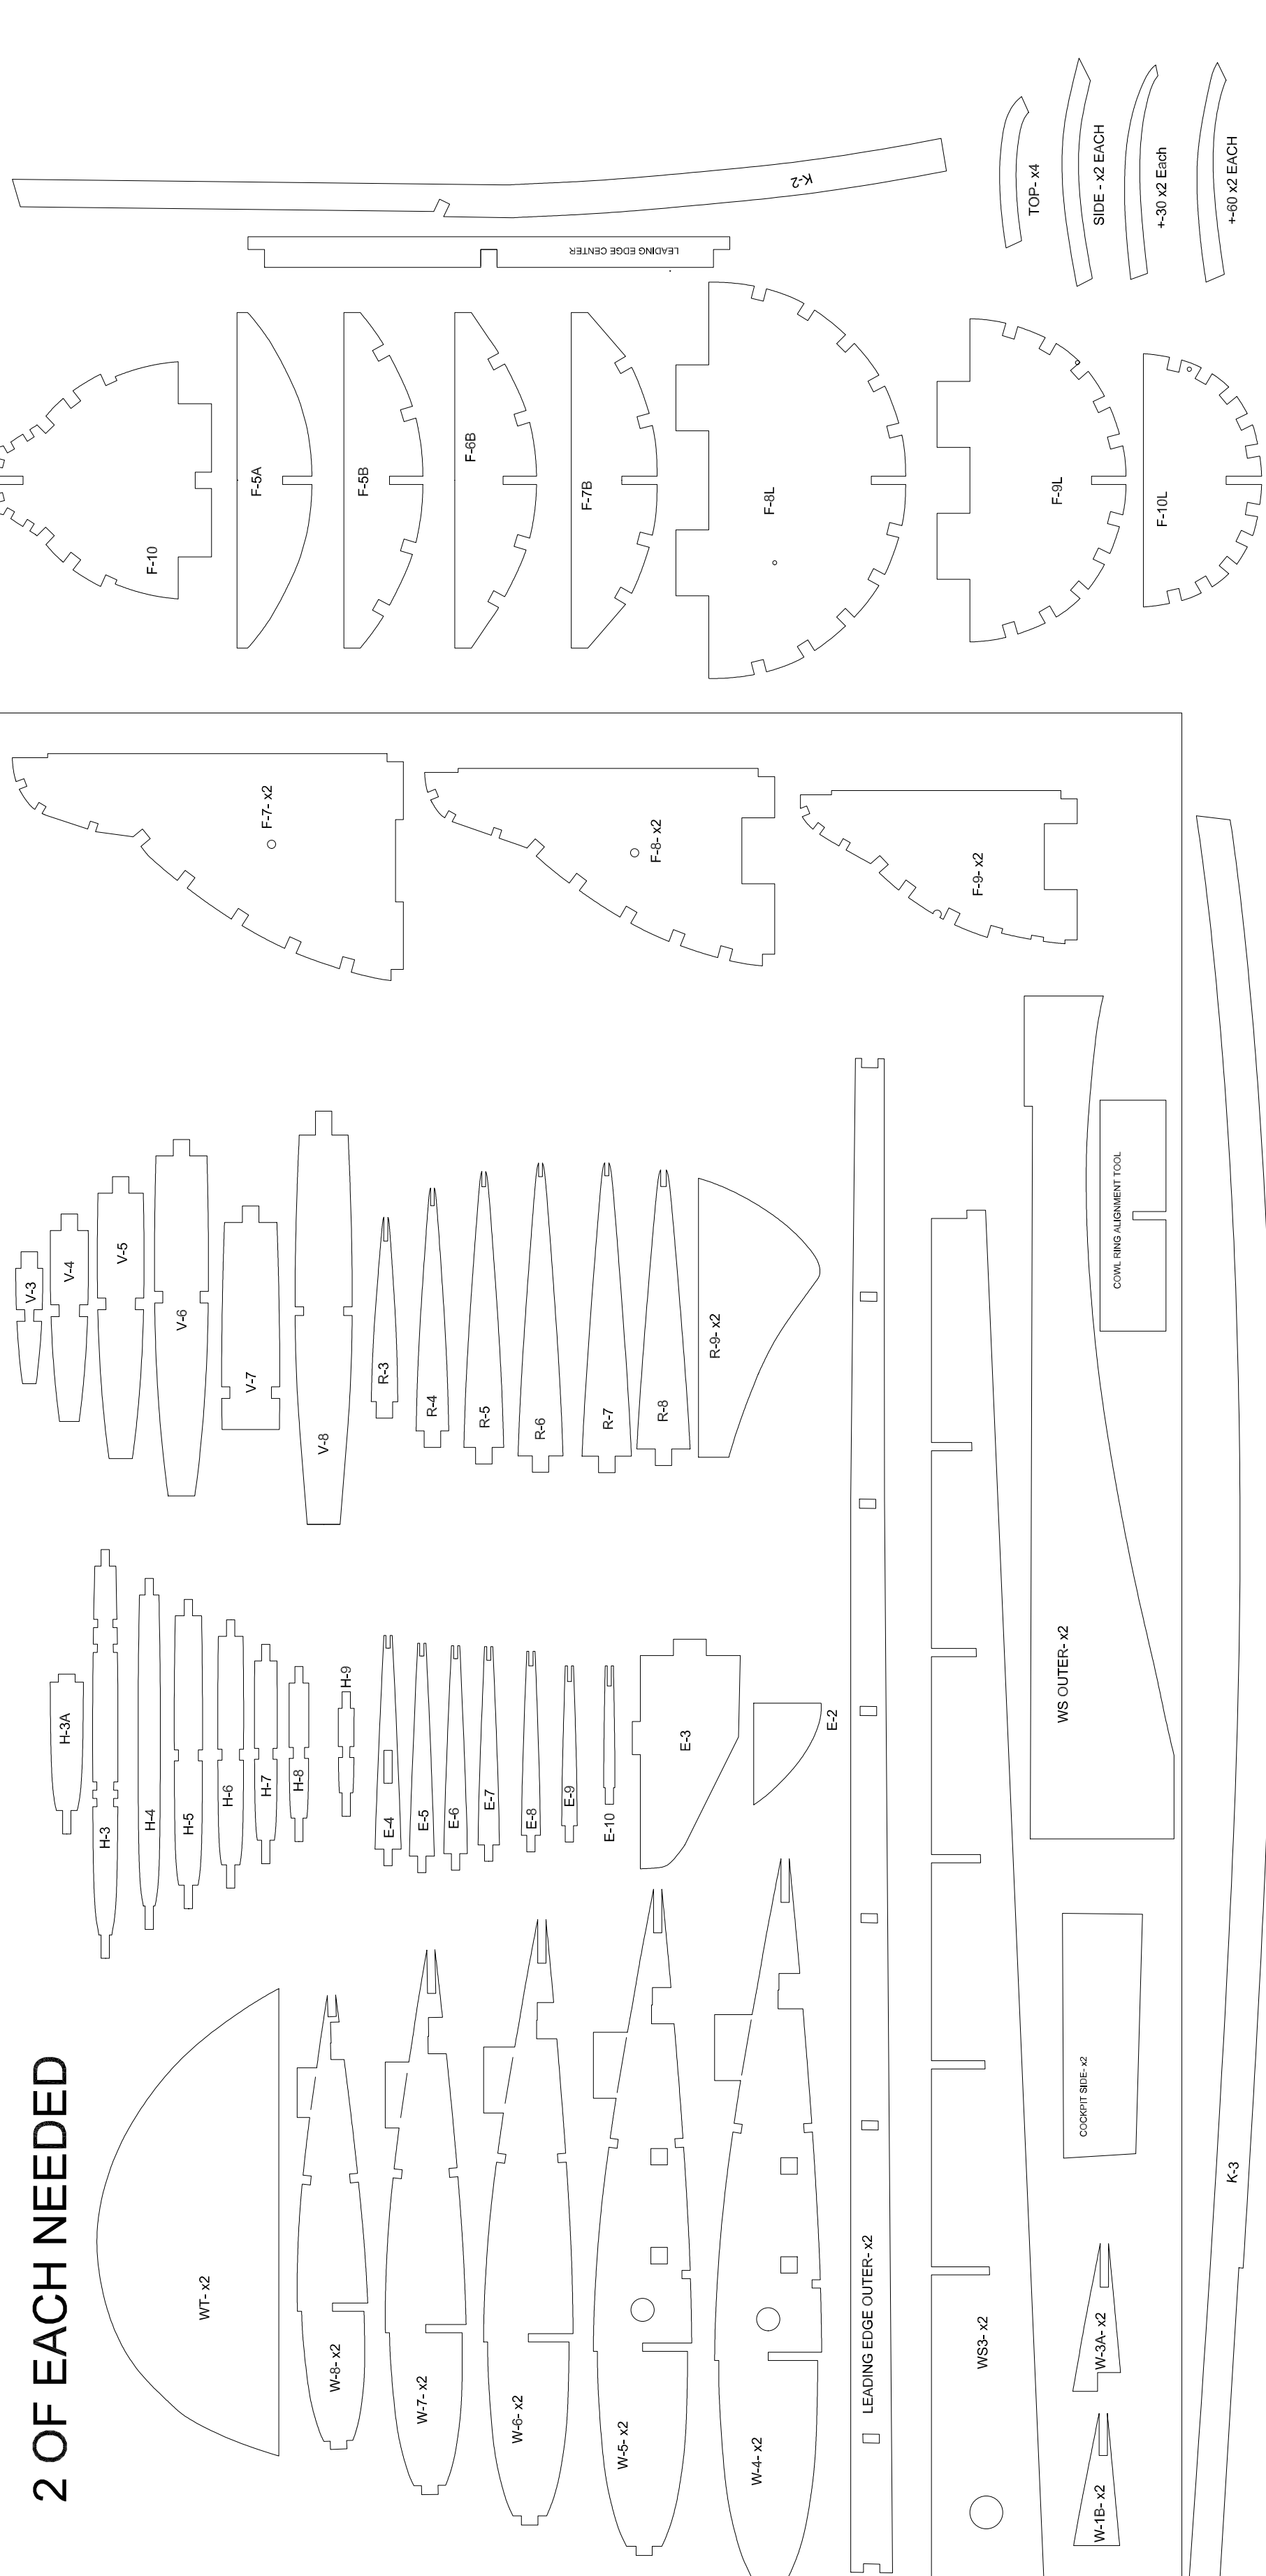 K-2
LEADING EDGE CENTER
TOP- x4
SIDE - x2 EACH
+-30 x2 Each
+-60 x2 EACH
F-10
F-5A
F-5B
F-6B
F-7B
F-8L
F-9L
F-10L
F-7- x2
F-8- x2
F-9- x2
V-3
V-4
V-5
V-6
V-7
V-8
R-3
R-4
R-5
R-6
R-7
R-8
R-9- x2
COWL RING ALIGNMENT TOOL
WS OUTER- x2
H-3A
H-3
H-4
H-5
H-6
H-7
H-8
H-9
E-4
E-5
E-6
E-7
E-8
E-9
E-10
E-3
E-2
2 OF EACH NEEDED
WT- x2
W-8- x2
W-7- x2
W-6- x2
W-5- x2
W-4- x2
LEADING EDGE OUTER- x2
WS3- x2
COCKPIT SIDE- x2
W-3A- x2
W-1B- x2
K-3